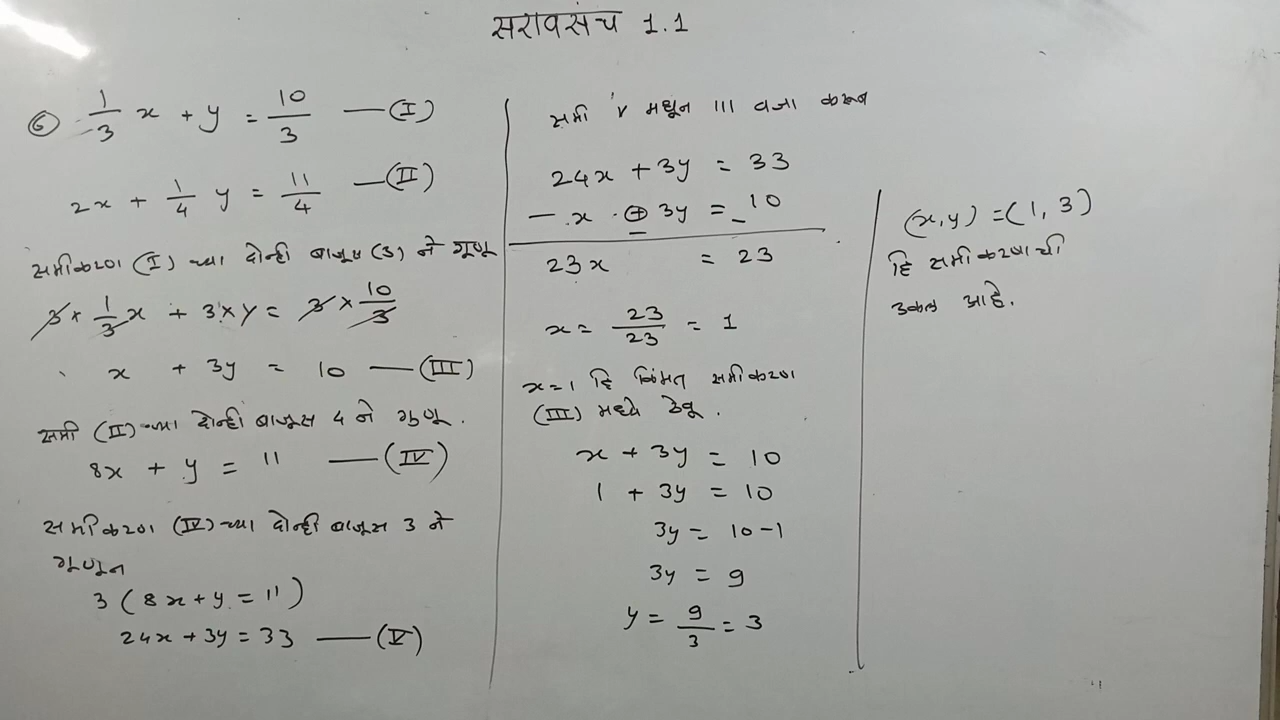 सरावसंच 1.1
⑥ 1/3 x + y = 10/3 — (I)
2x + 1/4 y = 11/4 — (II)
समीकरण (I) च्या दोन्ही बाजूस (3) ने गूणू
3 × 1/3 x + 3 × y = 3 × 10/3
x + 3y = 10 — (III)
समी (II) च्या दोन्ही बाजूस 4 ने गुणू.
8x + y = 11 — (IV)
समीकरण (IV) च्या दोन्ही बाजूस 3 ने
गूणून
3 (8x + y = 11)
24x + 3y = 33 — (V)
समी V मधून III वजा करून
24x + 3y = 33
- x ⊕ 3y = _10
23x = 23
x = 23/23 = 1
x = 1 हि किंमत समीकरण
(III) मध्ये ठेवू.
x + 3y = 10
1 + 3y = 10
3y = 10 - 1
3y = 9
y = 9/3 = 3
(x, y) = (1, 3)
हि समीकरणाची
उकल आहे.